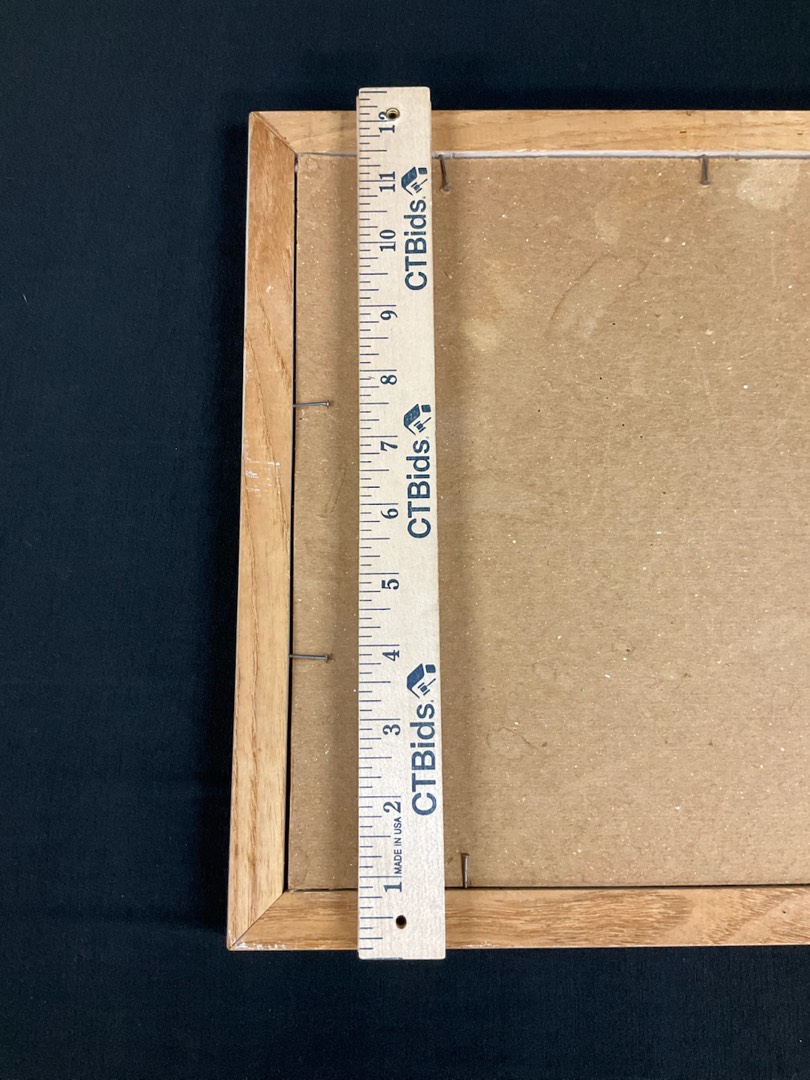 1 2 3 4 5 6 7 8 9 10 11 12
MADE IN USA
CTBids. CTBids. CTBids.